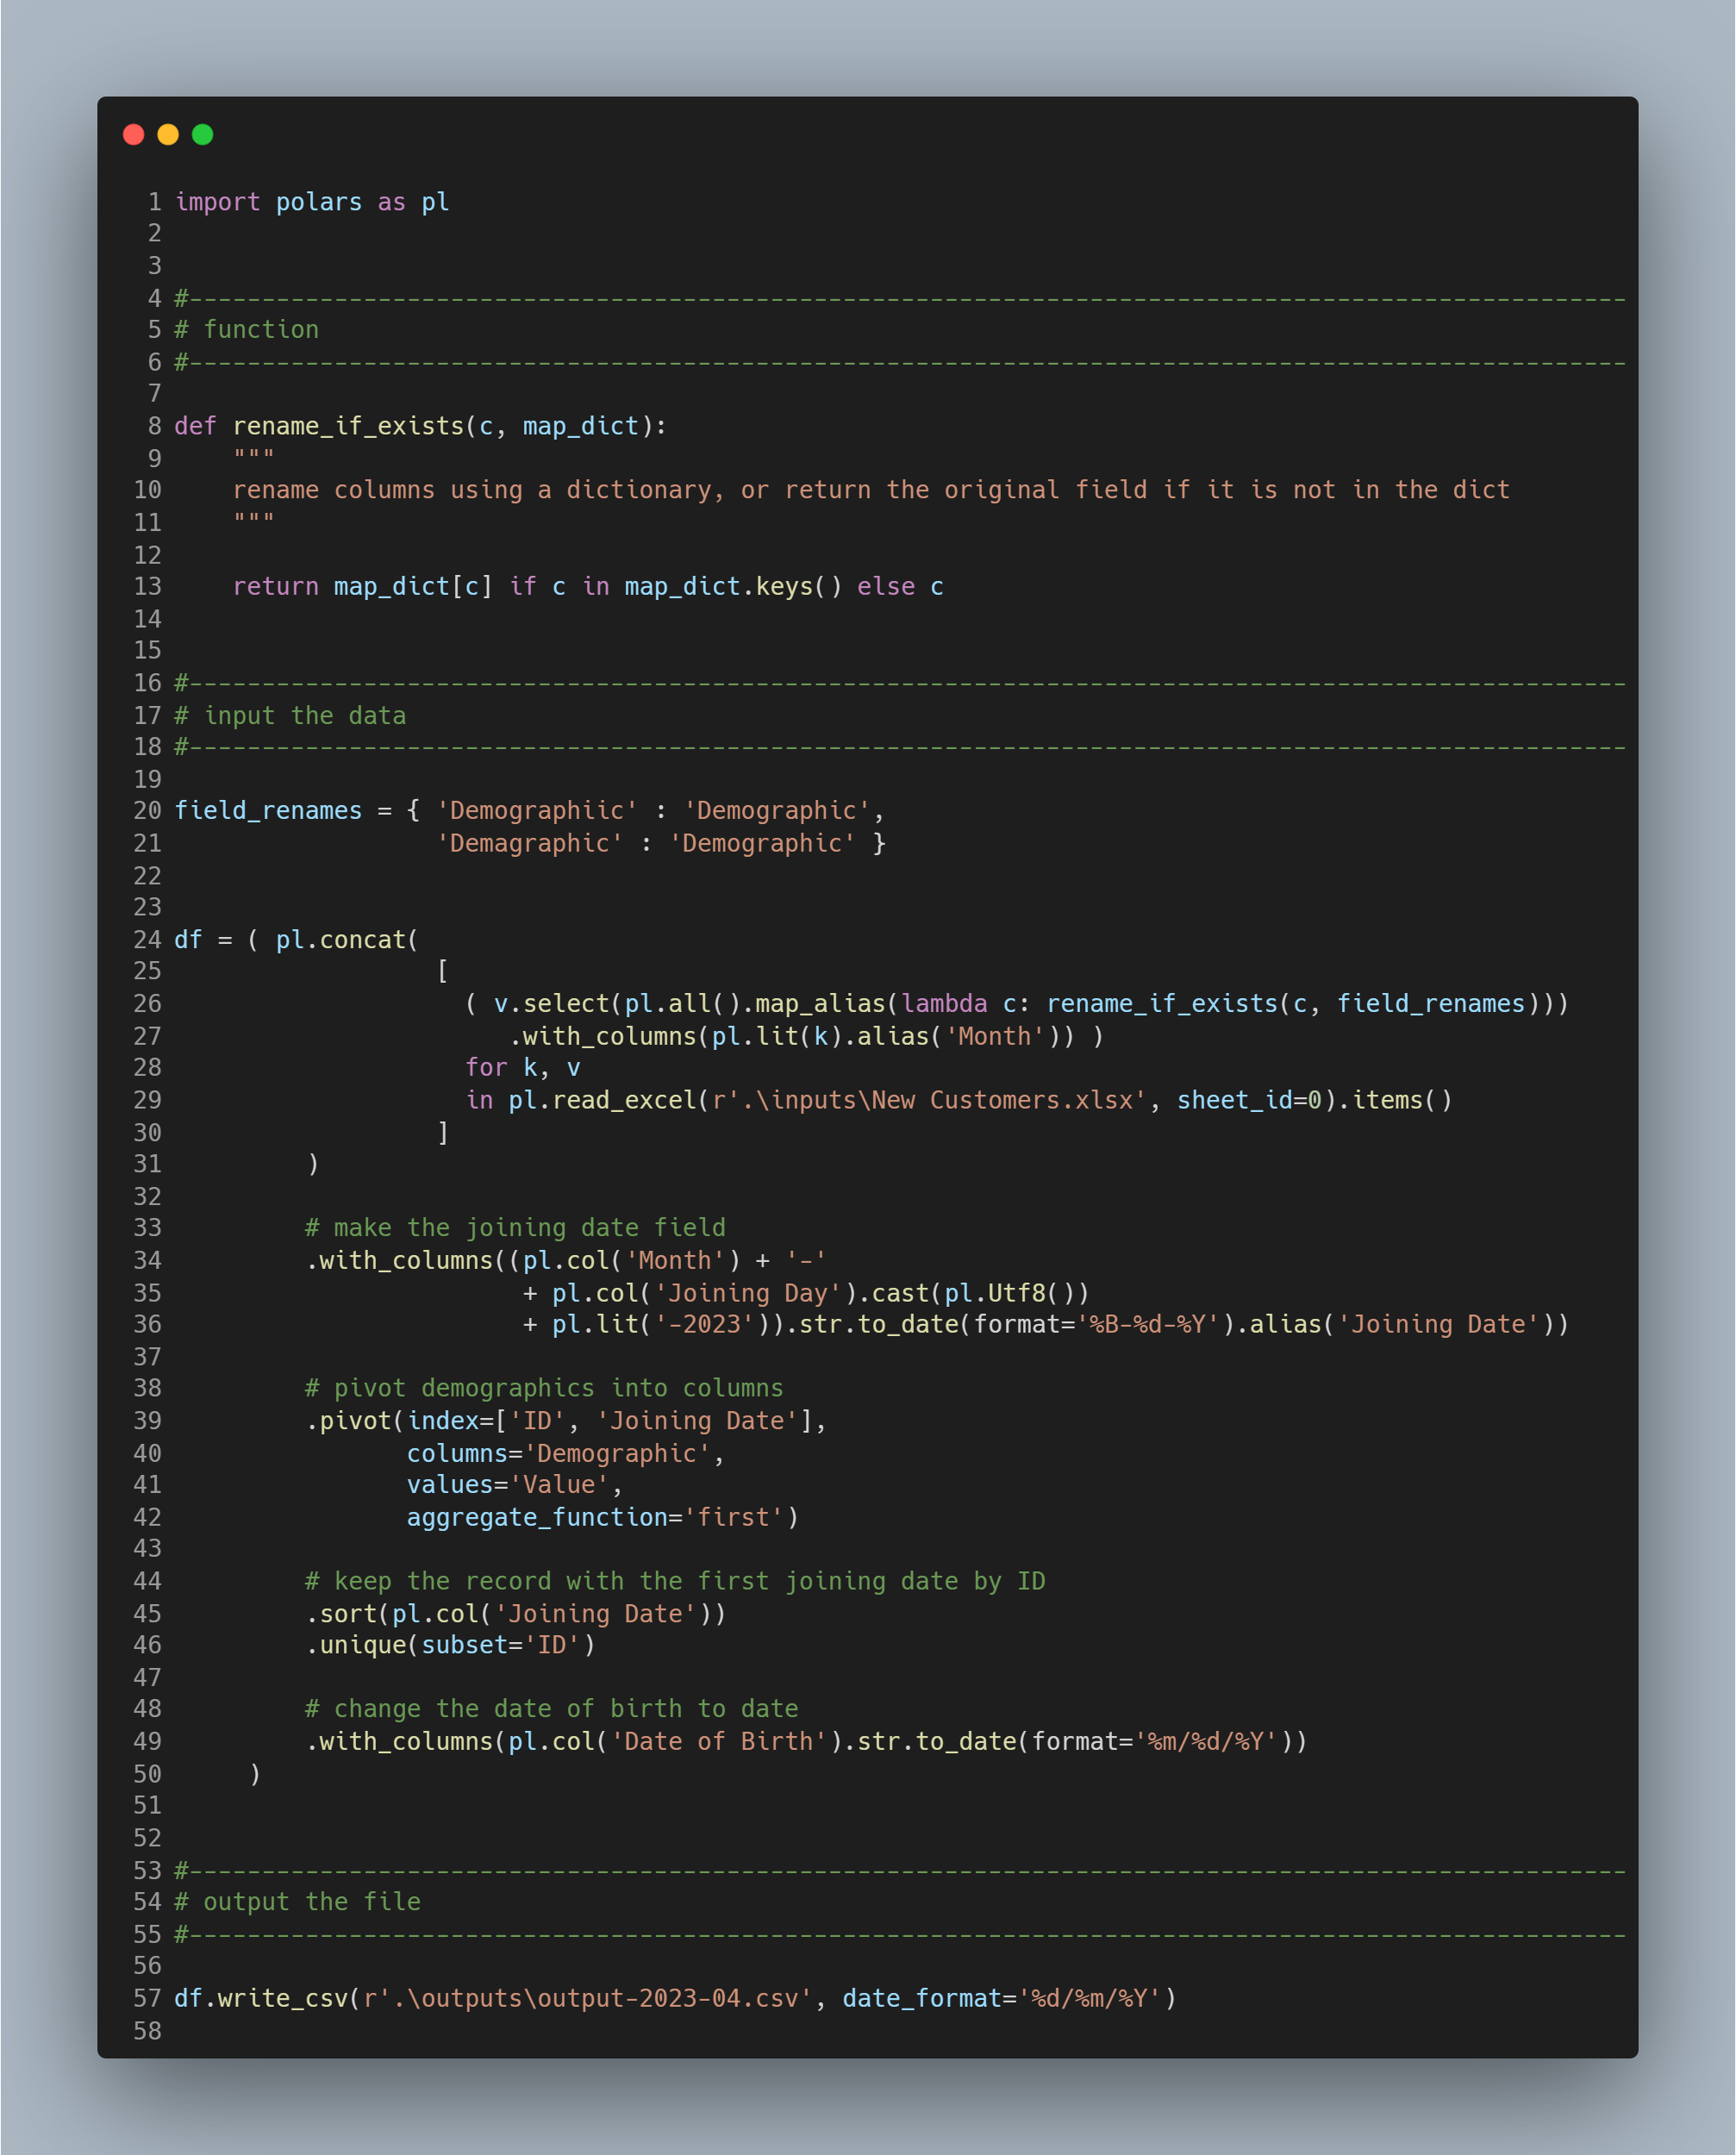 1 import polars as pl
2
3
4 #---------------------------------------------------------------------------------------------------
5 # function
6 #---------------------------------------------------------------------------------------------------
7
8 def rename_if_exists(c, map_dict):
9     """
10     rename columns using a dictionary, or return the original field if it is not in the dict
11     """
12
13     return map_dict[c] if c in map_dict.keys() else c
14
15
16 #---------------------------------------------------------------------------------------------------
17 # input the data
18 #---------------------------------------------------------------------------------------------------
19
20 field_renames = { 'Demographiic' : 'Demographic',
21                   'Demagraphic' : 'Demographic' }
22
23
24 df = ( pl.concat(
25                   [
26                     ( v.select(pl.all().map_alias(lambda c: rename_if_exists(c, field_renames)))
27                        .with_columns(pl.lit(k).alias('Month')) )
28                     for k, v
29                     in pl.read_excel(r'.\inputs\New Customers.xlsx', sheet_id=0).items()
30                   ]
31          )
32
33          # make the joining date field
34          .with_columns((pl.col('Month') + '-'
35                         + pl.col('Joining Day').cast(pl.Utf8())
36                         + pl.lit('-2023')).str.to_date(format='%B-%d-%Y').alias('Joining Date'))
37
38          # pivot demographics into columns
39          .pivot(index=['ID', 'Joining Date'],
40                 columns='Demographic',
41                 values='Value',
42                 aggregate_function='first')
43
44          # keep the record with the first joining date by ID
45          .sort(pl.col('Joining Date'))
46          .unique(subset='ID')
47
48          # change the date of birth to date
49          .with_columns(pl.col('Date of Birth').str.to_date(format='%m/%d/%Y'))
50      )
51
52
53 #---------------------------------------------------------------------------------------------------
54 # output the file
55 #---------------------------------------------------------------------------------------------------
56
57 df.write_csv(r'.\outputs\output-2023-04.csv', date_format='%d/%m/%Y')
58